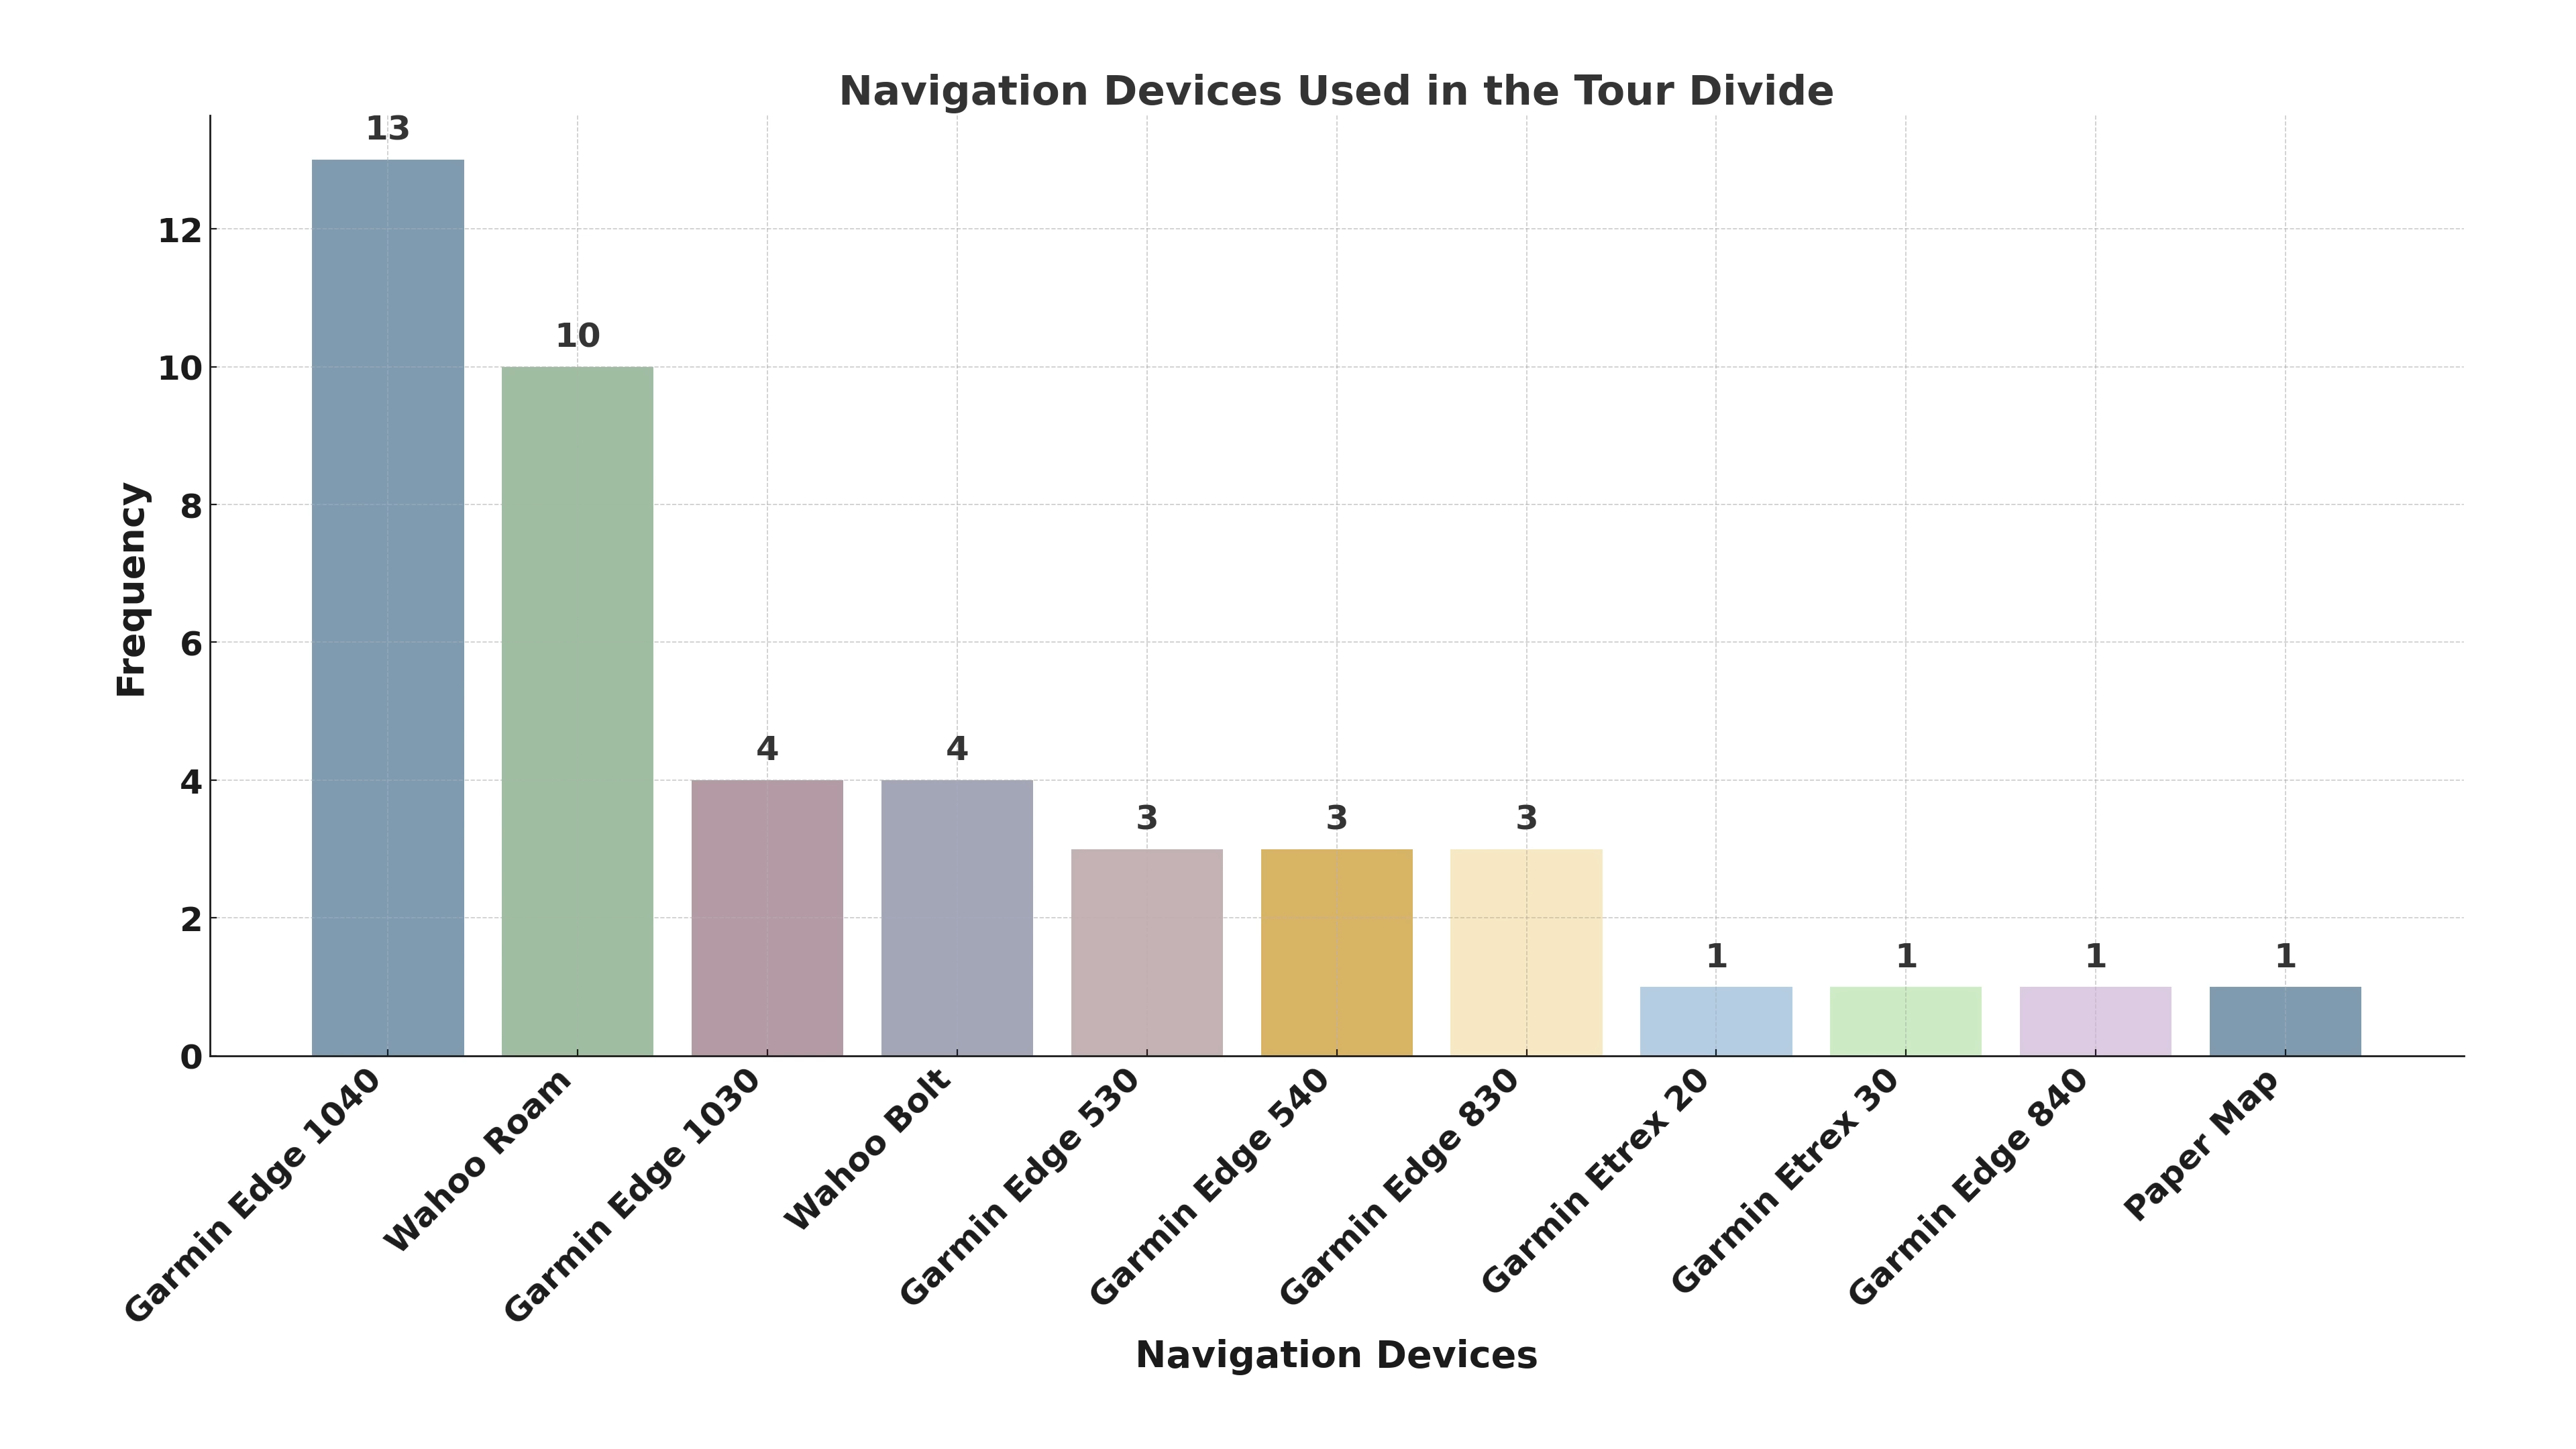 Navigation Devices Used in the Tour Divide
13
12
10
10
8
Frequency
6
4
4
4
3
3
3
2
1
1
1
1
0
Garmin Edge 1040
Wahoo Roam
Garmin Edge 1030
Wahoo Bolt
Garmin Edge 530
Garmin Edge 540
Garmin Edge 830
Garmin Etrex 20
Garmin Etrex 30
Garmin Edge 840
Paper Map
Navigation Devices